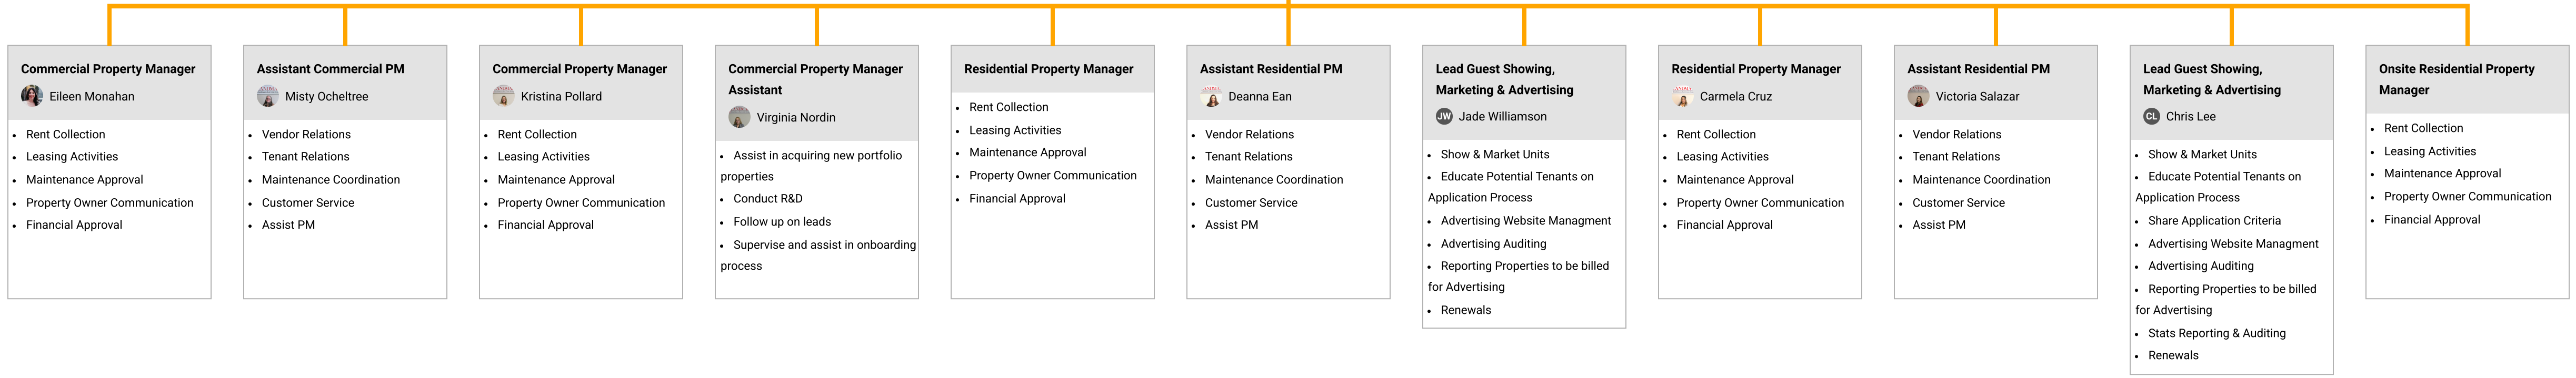 Commercial Property Manager
Eileen Monahan
• Rent Collection
• Leasing Activities
• Maintenance Approval
• Property Owner Communication
• Financial Approval
Assistant Commercial PM
Misty Ocheltree
• Vendor Relations
• Tenant Relations
• Maintenance Coordination
• Customer Service
• Assist PM
Commercial Property Manager
Kristina Pollard
• Rent Collection
• Leasing Activities
• Maintenance Approval
• Property Owner Communication
• Financial Approval
Commercial Property Manager
Assistant
Virginia Nordin
• Assist in acquiring new portfolio
properties
• Conduct R&D
• Follow up on leads
• Supervise and assist in onboarding
process
Residential Property Manager
• Rent Collection
• Leasing Activities
• Maintenance Approval
• Property Owner Communication
• Financial Approval
Assistant Residential PM
Deanna Ean
• Vendor Relations
• Tenant Relations
• Maintenance Coordination
• Customer Service
• Assist PM
Lead Guest Showing,
Marketing & Advertising
JW Jade Williamson
• Show & Market Units
• Educate Potential Tenants on
Application Process
• Advertising Website Managment
• Advertising Auditing
• Reporting Properties to be billed
for Advertising
• Renewals
Residential Property Manager
Carmela Cruz
• Rent Collection
• Leasing Activities
• Maintenance Approval
• Property Owner Communication
• Financial Approval
Assistant Residential PM
Victoria Salazar
• Vendor Relations
• Tenant Relations
• Maintenance Coordination
• Customer Service
• Assist PM
Lead Guest Showing,
Marketing & Advertising
CL Chris Lee
• Show & Market Units
• Educate Potential Tenants on
Application Process
• Share Application Criteria
• Advertising Website Managment
• Advertising Auditing
• Reporting Properties to be billed
for Advertising
• Stats Reporting & Auditing
• Renewals
Onsite Residential Property
Manager
• Rent Collection
• Leasing Activities
• Maintenance Approval
• Property Owner Communication
• Financial Approval